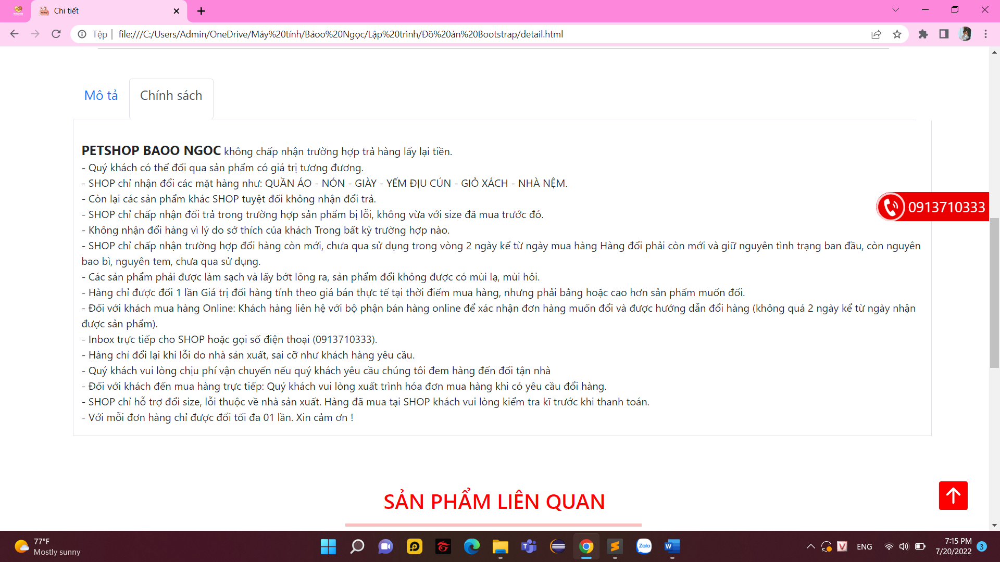 Chi tiết
Tệp | file:///C:/Users/Admin/OneDrive/Máy%20tính/Bảoo%20Ngọc/Lập%20trình/Đồ%20án%20Bootstrap/detail.html
Mô tả
Chính sách
PETSHOP BAOO NGOC không chấp nhận trường hợp trả hàng lấy lại tiền.
- Quý khách có thể đổi qua sản phẩm có giá trị tương đương.
- SHOP chỉ nhận đổi các mặt hàng như: QUẦN ÁO - NÓN - GIÀY - YẾM ĐỊU CÚN - GIỎ XÁCH - NHÀ NỆM.
- Còn lại các sản phẩm khác SHOP tuyệt đối không nhận đổi trả.
0913710333
- SHOP chỉ chấp nhận đổi trả trong trường hợp sản phẩm bị lỗi, không vừa với size đã mua trước đó.
- Không nhận đổi hàng vì lý do sở thích của khách Trong bất kỳ trường hợp nào.
- SHOP chỉ chấp nhận trường hợp đổi hàng còn mới, chưa qua sử dụng trong vòng 2 ngày kể từ ngày mua hàng Hàng đổi phải còn mới và giữ nguyên tình trạng ban đầu, còn nguyên
bao bì, nguyên tem, chưa qua sử dụng.
- Các sản phẩm phải được làm sạch và lấy bớt lông ra, sản phẩm đổi không được có mùi lạ, mùi hôi.
- Hàng chỉ được đổi 1 lần Giá trị đổi hàng tính theo giá bán thực tế tại thời điểm mua hàng, nhưng phải bằng hoặc cao hơn sản phẩm muốn đổi.
- Đối với khách mua hàng Online: Khách hàng liên hệ với bộ phận bán hàng online để xác nhận đơn hàng muốn đổi và được hướng dẫn đổi hàng (không quá 2 ngày kể từ ngày nhận
được sản phẩm).
- Inbox trực tiếp cho SHOP hoặc gọi số điện thoại (0913710333).
- Hàng chỉ đổi lại khi lỗi do nhà sản xuất, sai cỡ như khách hàng yêu cầu.
- Quý khách vui lòng chịu phí vận chuyển nếu quý khách yêu cầu chúng tôi đem hàng đến đổi tận nhà
- Đối với khách đến mua hàng trực tiếp: Quý khách vui lòng xuất trình hóa đơn mua hàng khi có yêu cầu đổi hàng.
- SHOP chỉ hỗ trợ đổi size, lỗi thuộc về nhà sản xuất. Hàng đã mua tại SHOP khách vui lòng kiểm tra kĩ trước khi thanh toán.
- Với mỗi đơn hàng chỉ được đổi tối đa 01 lần. Xin cảm ơn !
SẢN PHẨM LIÊN QUAN
77°F
Mostly sunny
Zalo
ENG
7:15 PM
7/20/2022
3